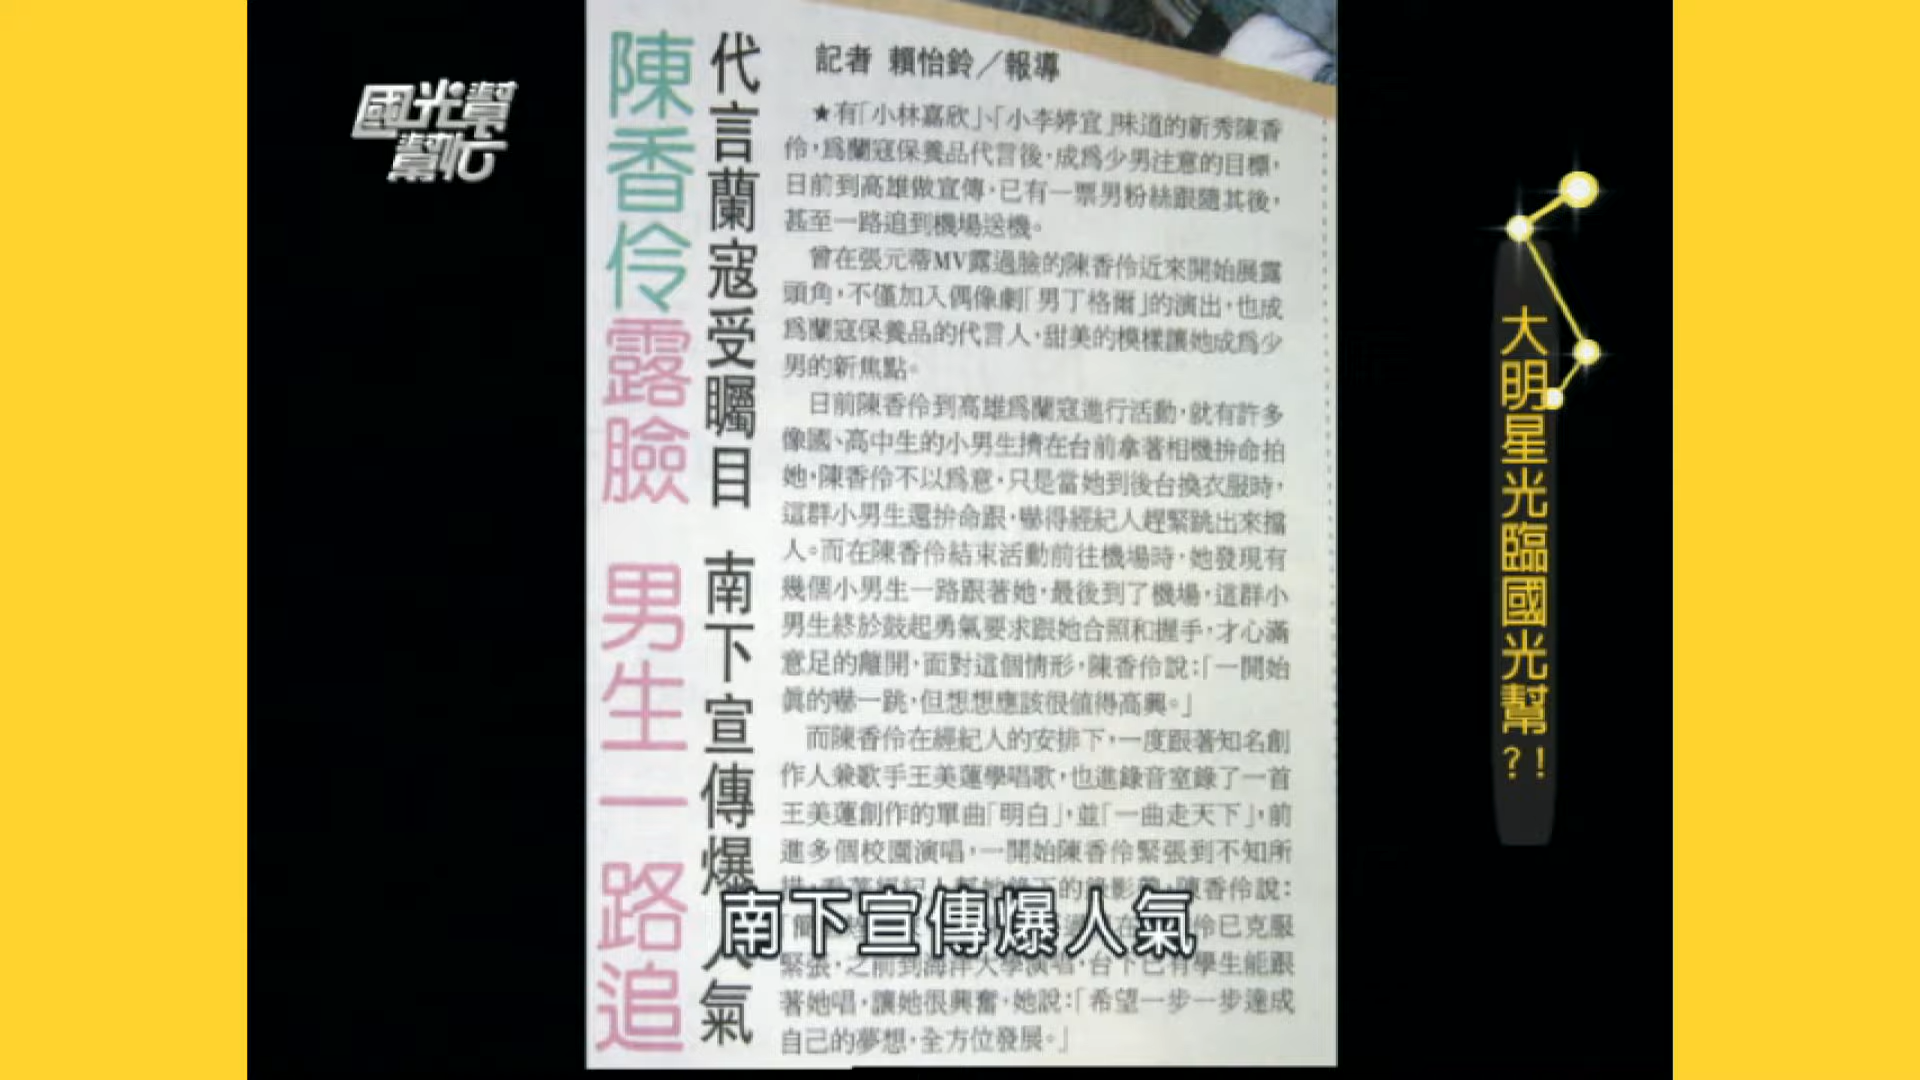 國光幫
幫忙
陳香伶露臉 男生一路追
代言蘭寇受矚目 南下宣傳爆人氣
記者 賴怡鈴／報導
★有「小林嘉欣」、「小李婷宜」味道的新秀陳香
伶，爲蘭寇保養品代言後，成爲少男注意的目標，
日前到高雄做宣傳，已有一票男粉絲跟隨其後，
甚至一路追到機場送機。
曾在張元蒂MV露過臉的陳香伶近來開始展露
頭角，不僅加入偶像劇「男丁格爾」的演出，也成
爲蘭寇保養品的代言人，甜美的模樣讓她成爲少
男的新焦點。
日前陳香伶到高雄爲蘭寇進行活動，就有許多
像國、高中生的小男生擠在台前拿著相機拚命拍
她，陳香伶不以爲意，只是當她到後台換衣服時，
這群小男生還拚命跟，嚇得經紀人趕緊跳出來擋
人。而在陳香伶結束活動前往機場時，她發現有
幾個小男生一路跟著她，最後到了機場，這群小
男生終於鼓起勇氣要求跟她合照和握手，才心滿
意足的離開，面對這個情形，陳香伶說：「一開始
眞的嚇一跳，但想想應該很值得高興。」
而陳香伶在經紀人的安排下，一度跟著知名創
作人兼歌手王美蓮學唱歌，也進錄音室錄了一首
王美蓮創作的單曲「明白」，並「一曲走天下」，前
進多個校園演唱，一開始陳香伶緊張到不知所
的錄影帶，陳香伶說：
伶已克服
緊張，之前到海洋大學演唱，台下已有學生能跟
著她唱，讓她很興奮，她說：「希望一步一步達成
自己的夢想，全方位發展。」
南下宣傳爆人氣
大明星光臨國光幫?!